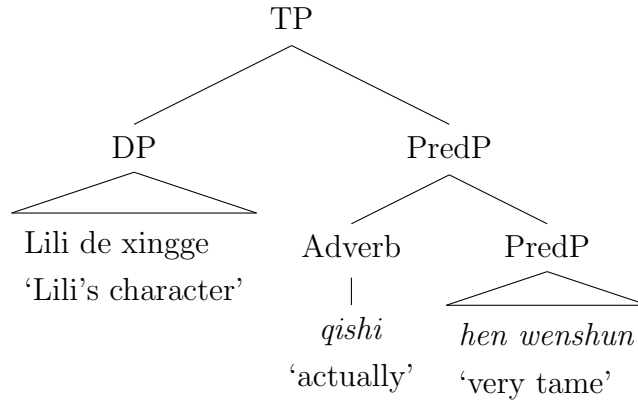 TP
DP PredP
Lili de xingge
‘Lili’s character’
Adverb PredP
qishi
‘actually’
hen wenshun
‘very tame’